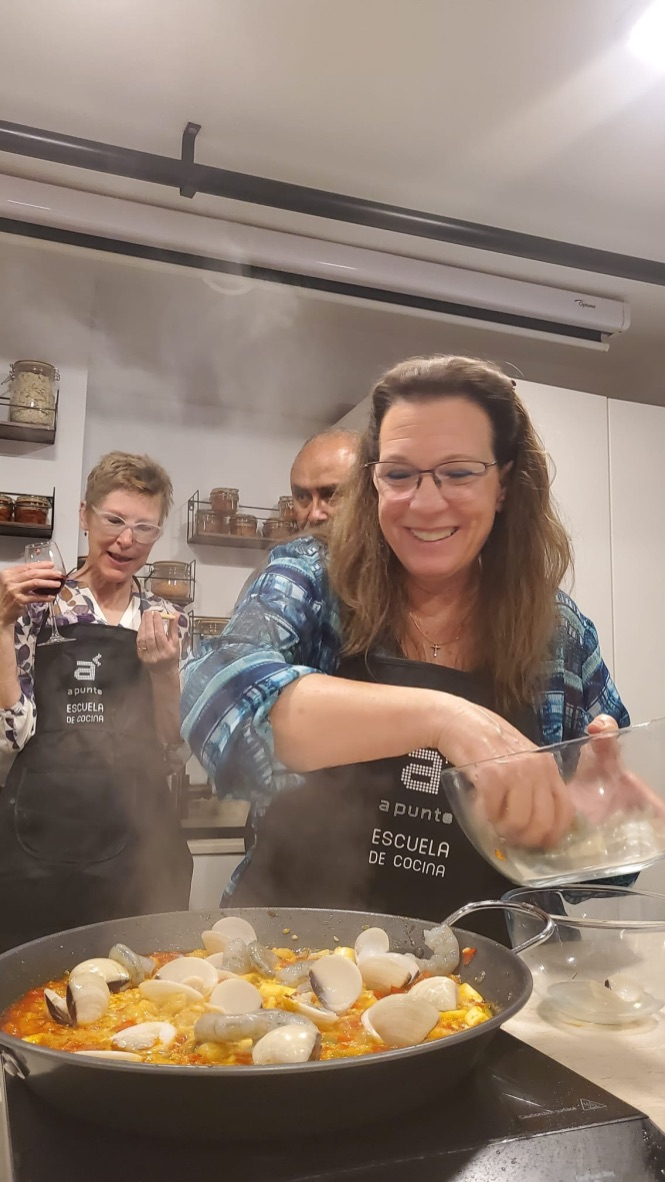 a
apunto
ESCUELA
DE COCINA
a
apunto
ESCUELA
DE COCINA